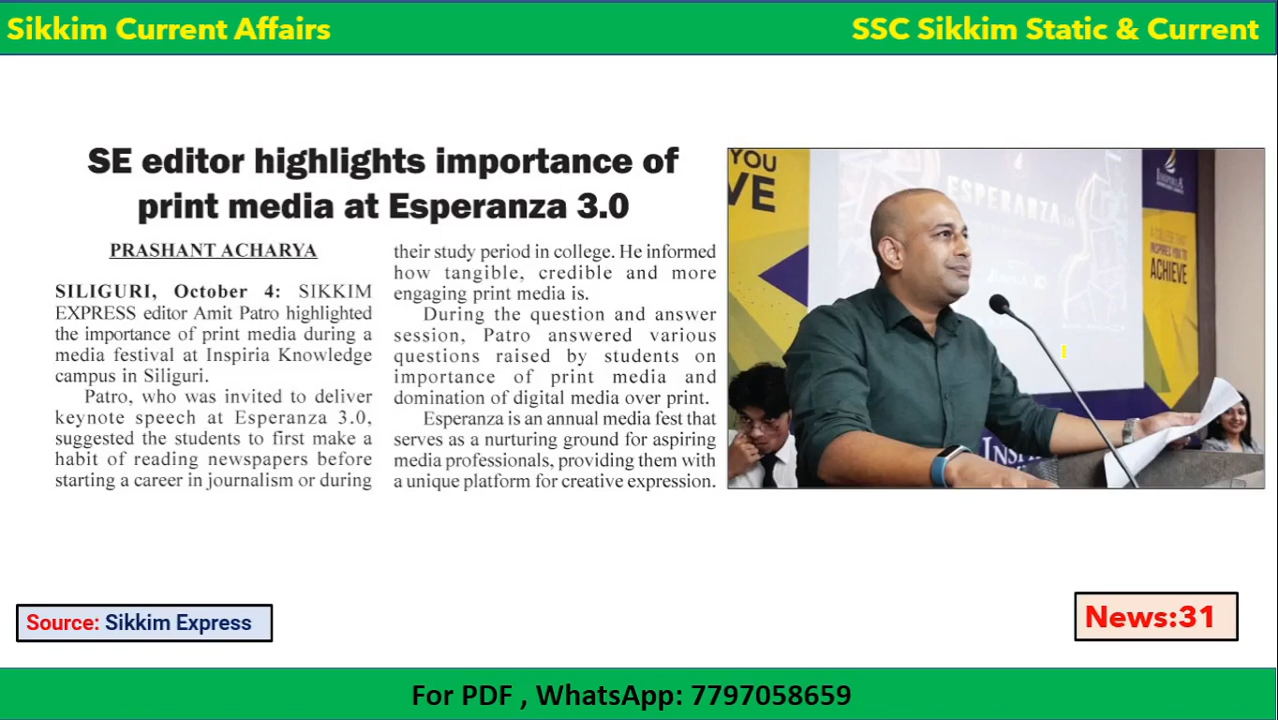 Sikkim Current Affairs
SSC Sikkim Static & Current
SE editor highlights importance of
print media at Esperanza 3.0
PRASHANT ACHARYA
SILIGURI, October 4: SIKKIM
EXPRESS editor Amit Patro highlighted
the importance of print media during a
media festival at Inspiria Knowledge
campus in Siliguri.
Patro, who was invited to deliver
keynote speech at Esperanza 3.0,
suggested the students to first make a
habit of reading newspapers before
starting a career in journalism or during
their study period in college. He informed
how tangible, credible and more
engaging print media is.
During the question and answer
session, Patro answered various
questions raised by students on
importance of print media and
domination of digital media over print.
Esperanza is an annual media fest that
serves as a nurturing ground for aspiring
media professionals, providing them with
a unique platform for creative expression.
YOU
VE
ESPERANZA
INSPIRIA
A COLLEGE THAT
INSPIRES YOU TO
ACHIEVE
INSPI
Source: Sikkim Express
News:31
For PDF , WhatsApp: 7797058659